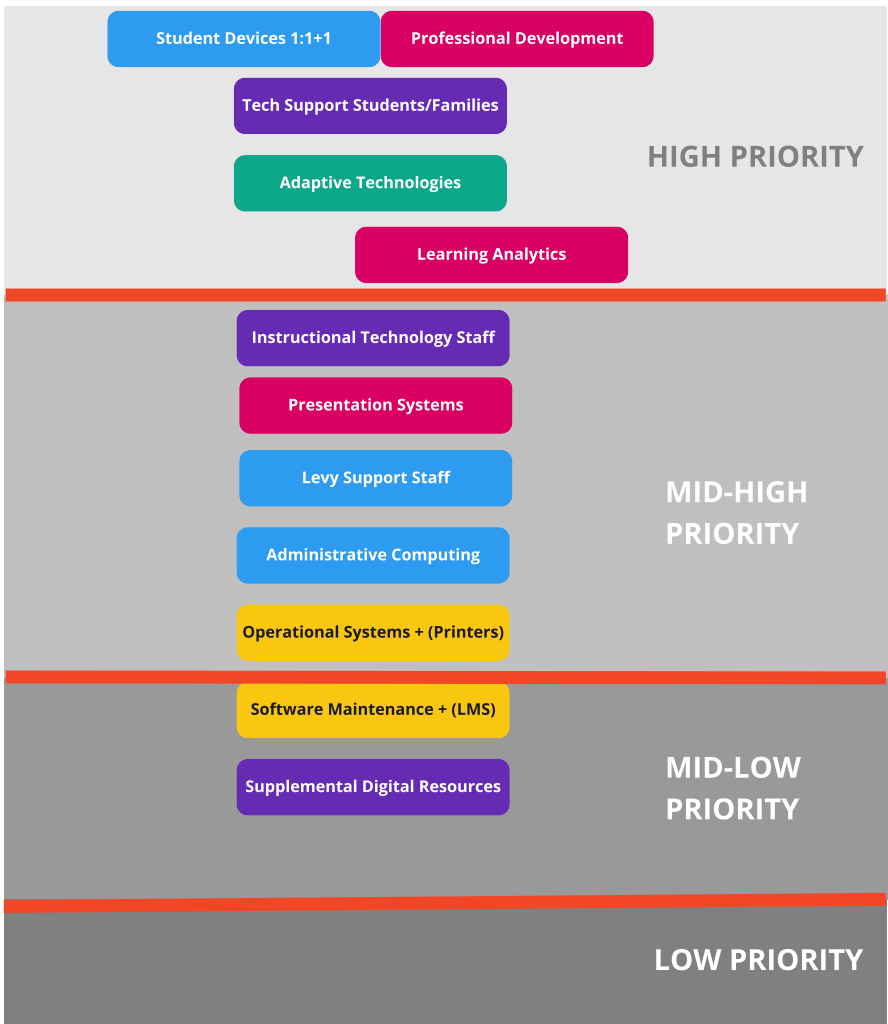 Student Devices 1:1+1
Professional Development
Tech Support Students/Families
HIGH PRIORITY
Adaptive Technologies
Learning Analytics
Instructional Technology Staff
Presentation Systems
Levy Support Staff
MID-HIGH
PRIORITY
Administrative Computing
Operational Systems + (Printers)
Software Maintenance + (LMS)
MID-LOW
PRIORITY
Supplemental Digital Resources
LOW PRIORITY